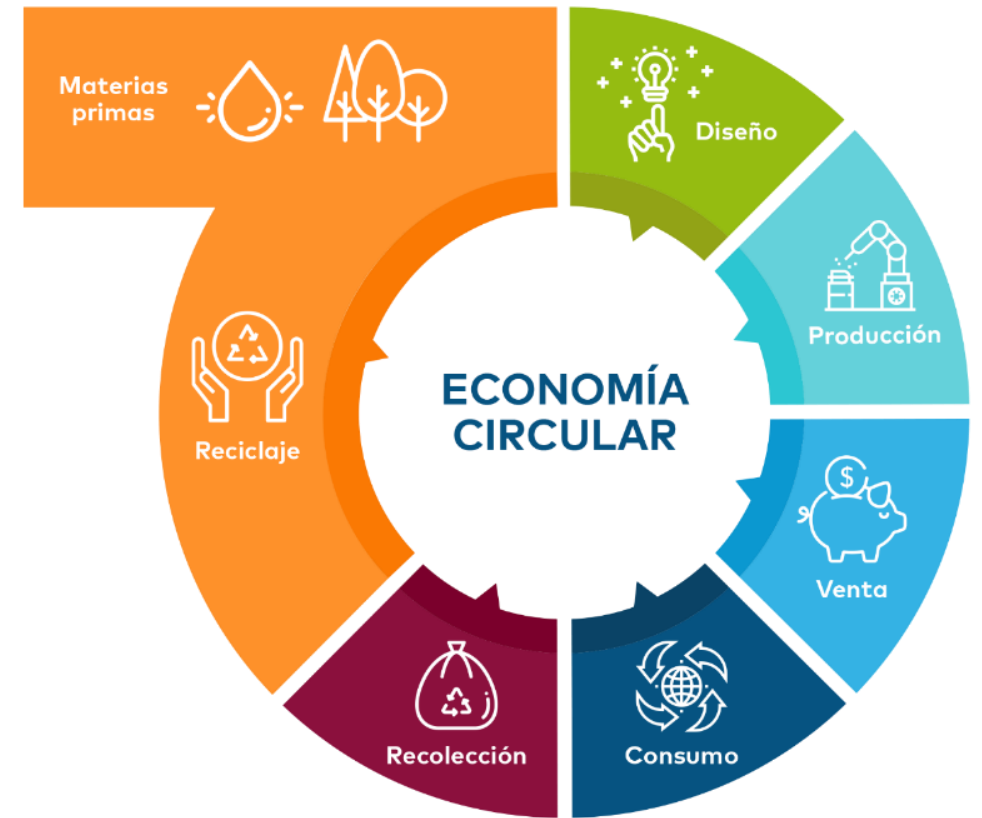 Materias
primas
Diseño
Producción
$
Venta
Consumo
Recolección
Reciclaje
ECONOMÍA
CIRCULAR